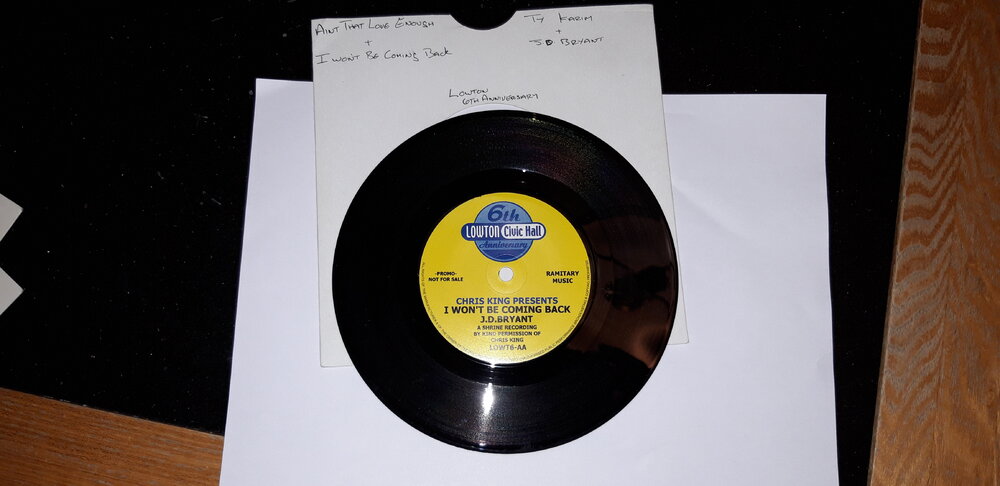 AINT THAT LOVE ENOUGH
+
I WONT BE COMING BACK
TY KARIM
+
JD BRYANT
LOWTON
6TH ANNIVERSARY
6th
LOWTON Civic Hall
Anniversary
-PROMO-
NOT FOR SALE
RAMITARY
MUSIC
CHRIS KING PRESENTS
I WON'T BE COMING BACK
J.D.BRYANT
A SHRINE RECORDING
BY KIND PERMISSION OF
CHRIS KING
LOWT6-AA